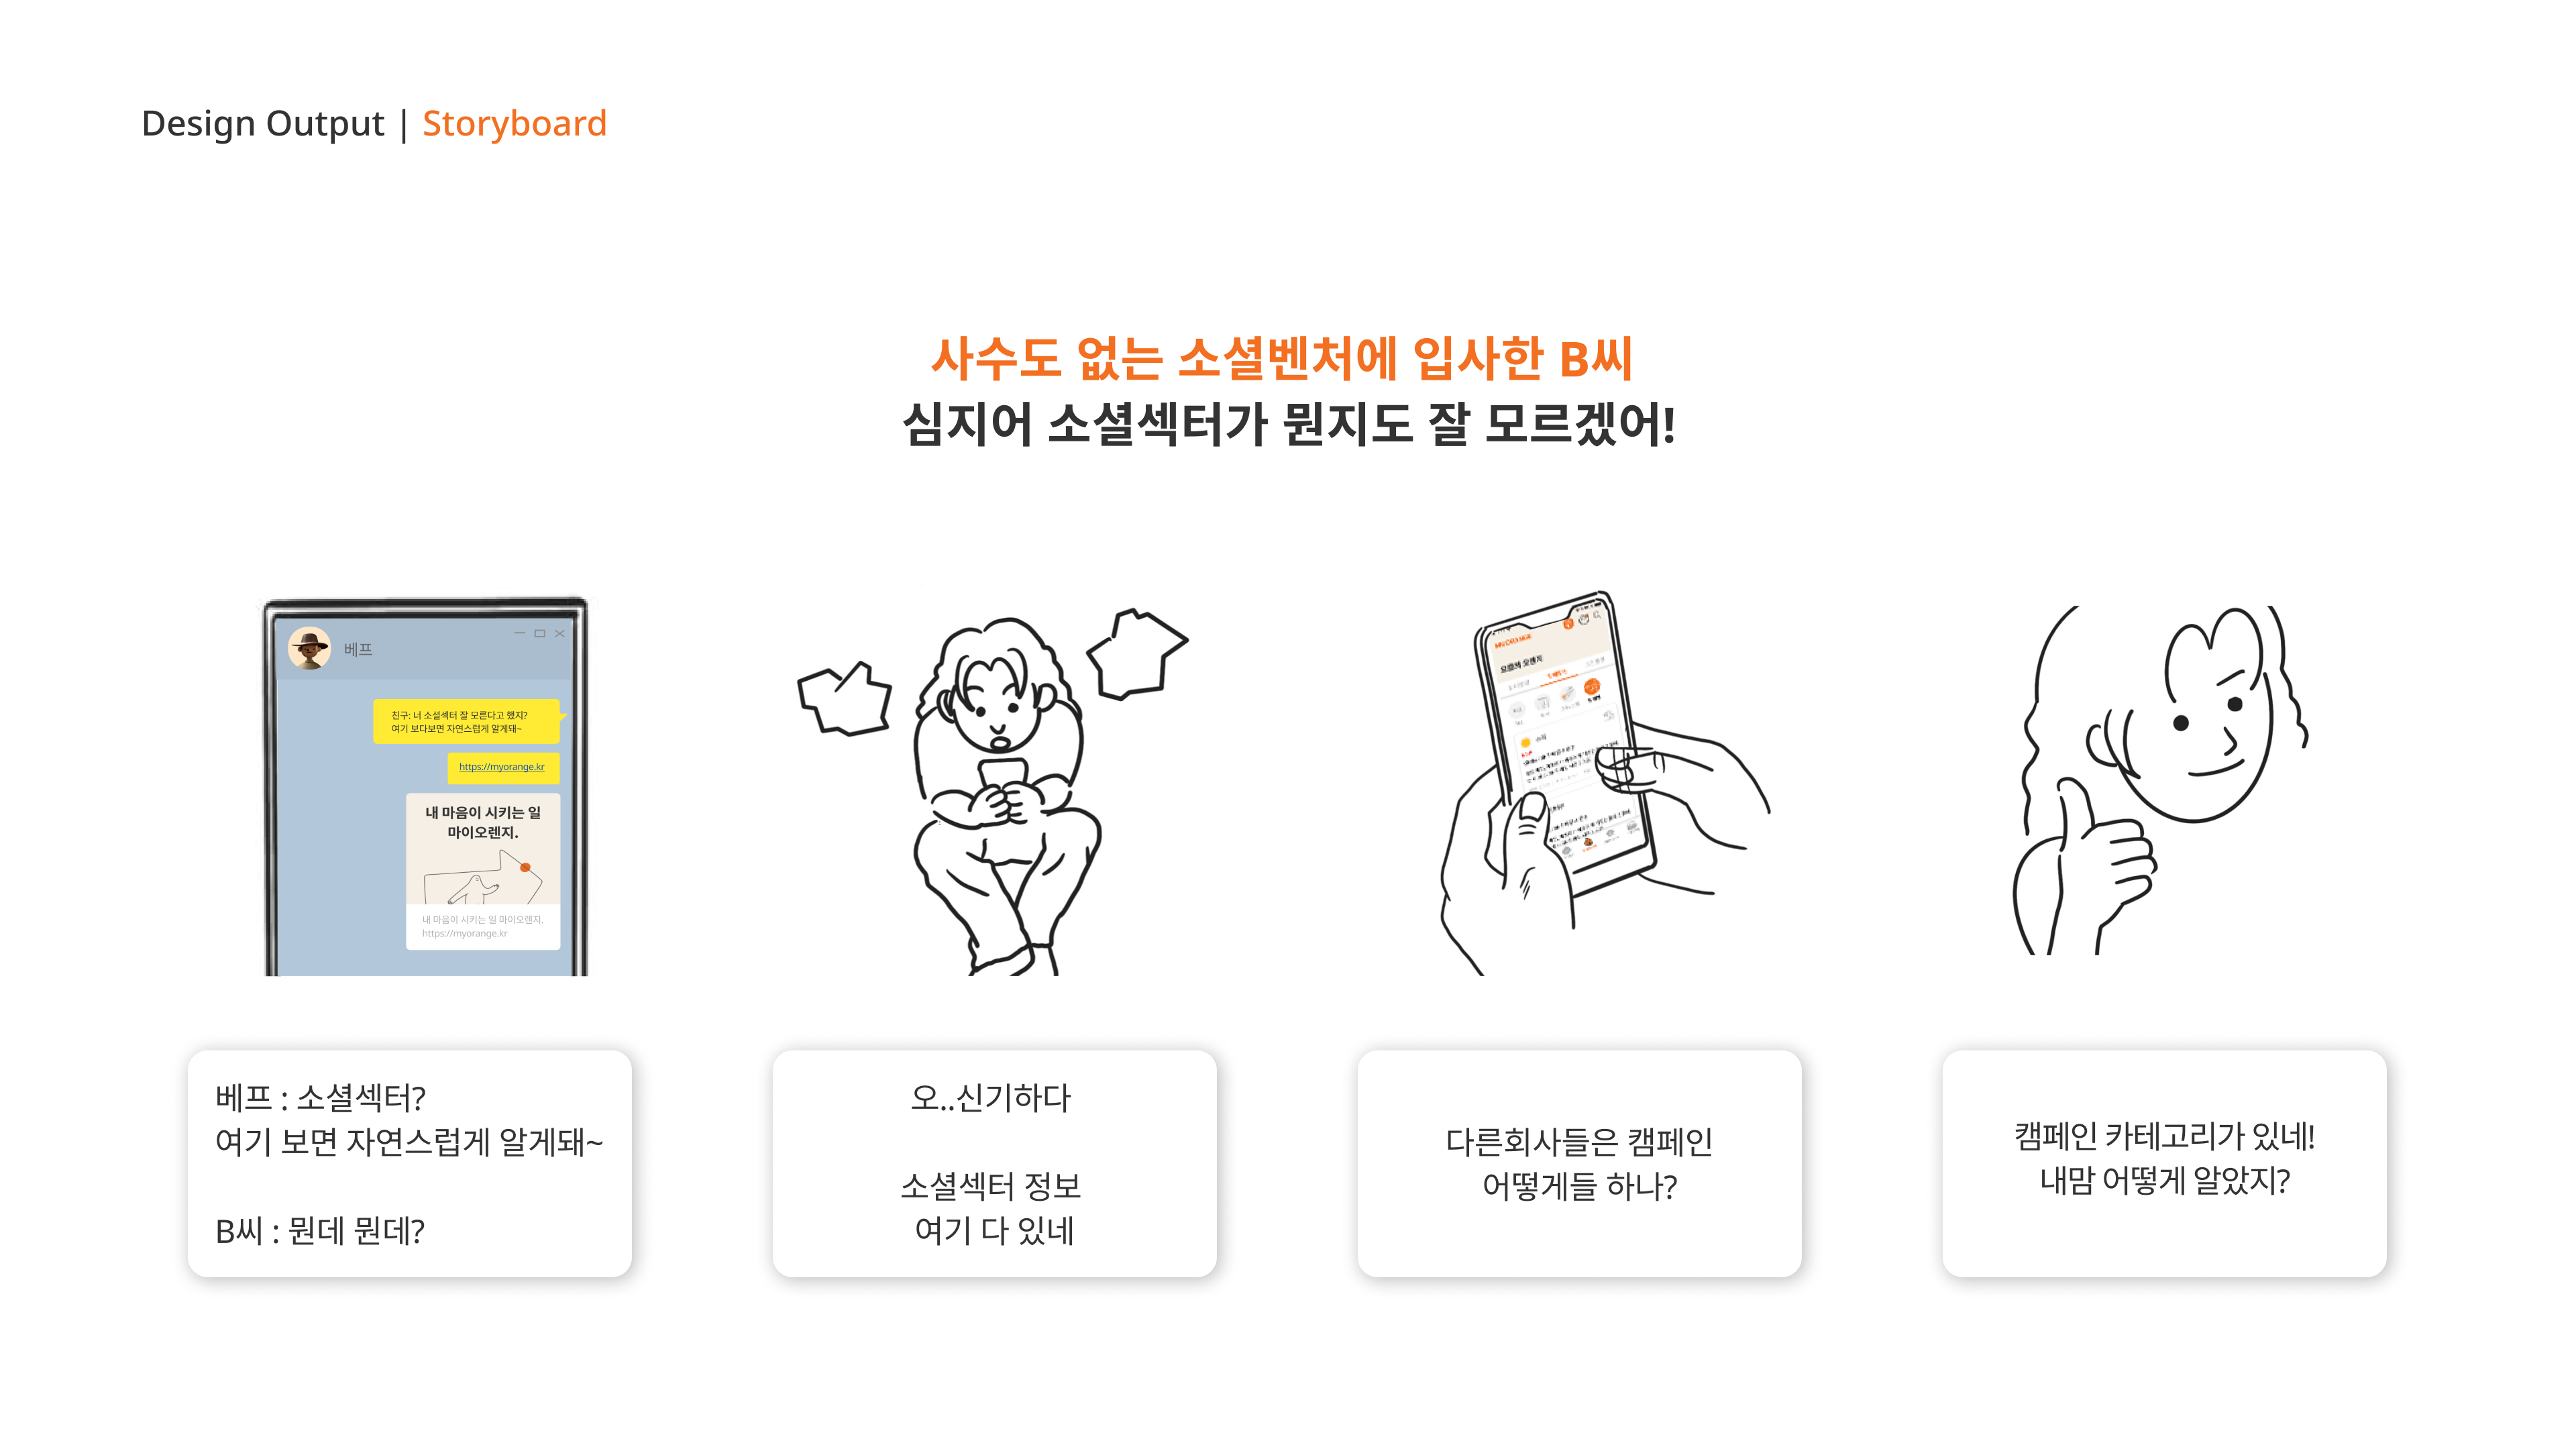 Design Output | Storyboard
사수도 없는 소셜벤처에 입사한 B씨
심지어 소셜섹터가 뭔지도 잘 모르겠어!
베프
친구: 너 소셜섹터 잘 모른다고 했지?
여기 보다보면 자연스럽게 알게돼~
https://myorange.kr
내 마음이 시키는 일
마이오렌지.
내 마음이 시키는 일 마이오렌지.
https://myorange.kr
MYORANGE
모럽의 오렌지
베프 : 소셜섹터?
여기 보면 자연스럽게 알게돼~
B씨 : 뭔데 뭔데?
오..신기하다
소셜섹터 정보
여기 다 있네
다른회사들은 캠페인
어떻게들 하나?
캠페인 카테고리가 있네!
내맘 어떻게 알았지?